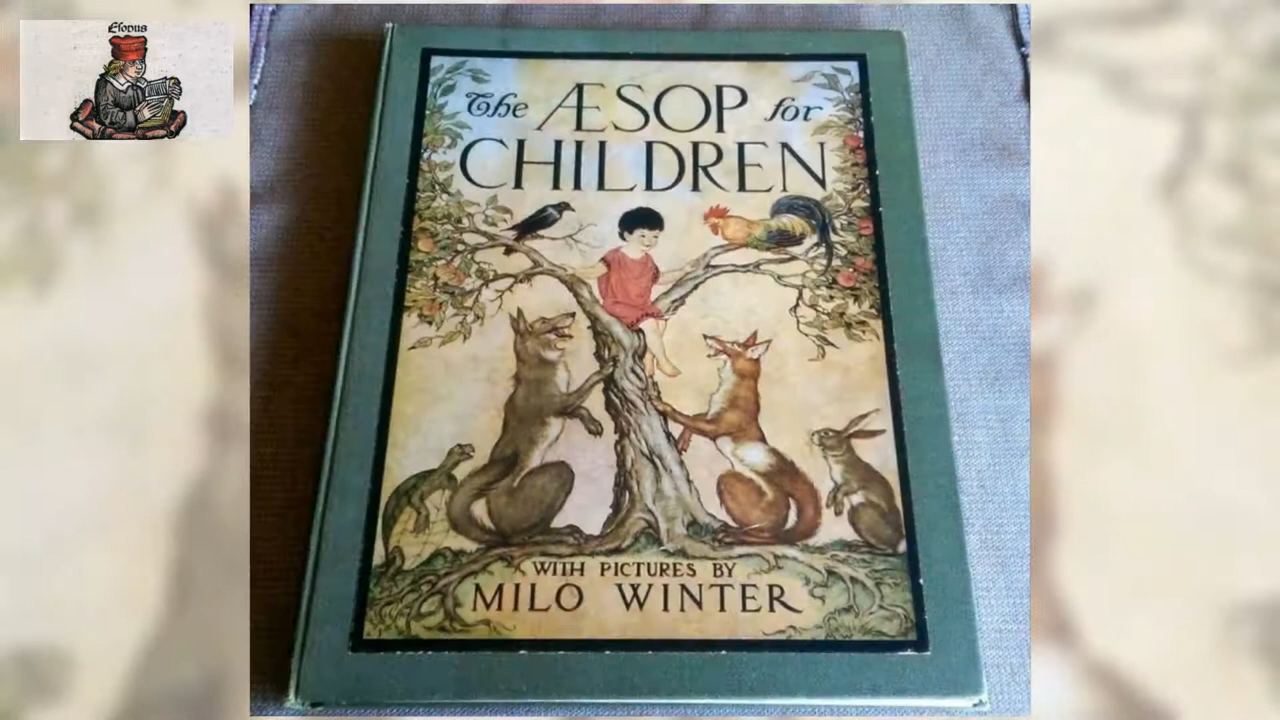 Esopus
The ÆSOP for
CHILDREN
WITH PICTURES BY
MILO WINTER